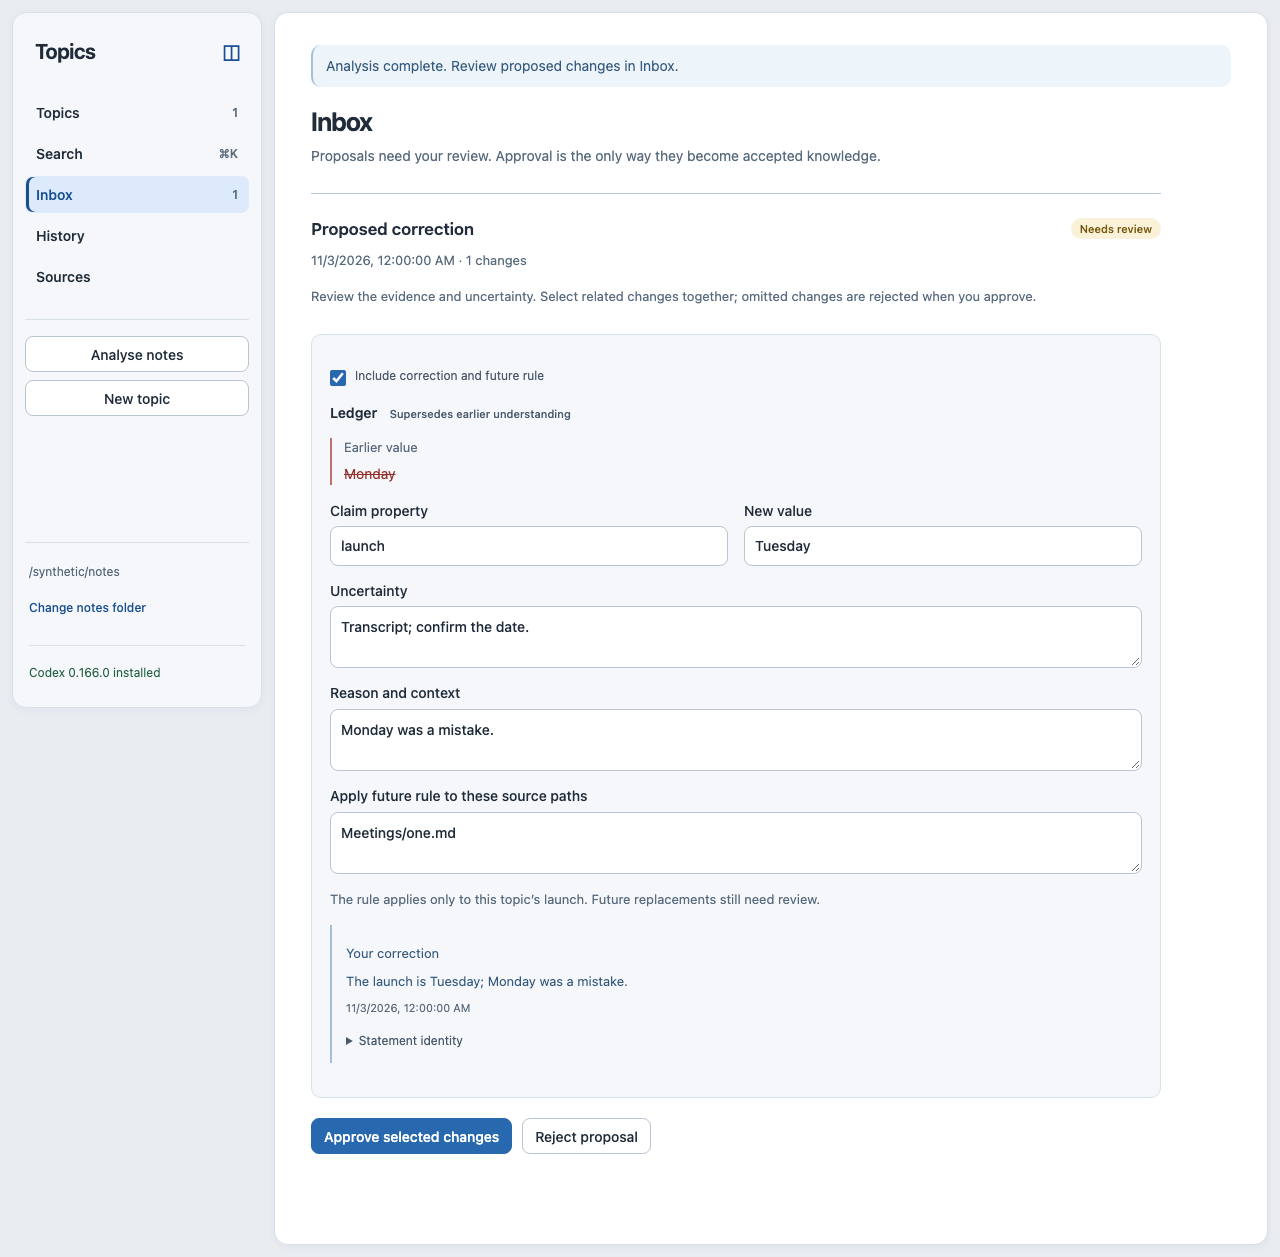 Topics
Topics 1
Search ⌘K
Inbox 1
History
Sources
Analyse notes
New topic
/synthetic/notes
Change notes folder
Codex 0.166.0 installed
Analysis complete. Review proposed changes in Inbox.
Inbox
Proposals need your review. Approval is the only way they become accepted knowledge.
Proposed correction
Needs review
11/3/2026, 12:00:00 AM · 1 changes
Review the evidence and uncertainty. Select related changes together; omitted changes are rejected when you approve.
Include correction and future rule
Ledger Supersedes earlier understanding
Earlier value
Monday
Claim property
launch
New value
Tuesday
Uncertainty
Transcript; confirm the date.
Reason and context
Monday was a mistake.
Apply future rule to these source paths
Meetings/one.md
The rule applies only to this topic’s launch. Future replacements still need review.
Your correction
The launch is Tuesday; Monday was a mistake.
11/3/2026, 12:00:00 AM
Statement identity
Approve selected changes
Reject proposal